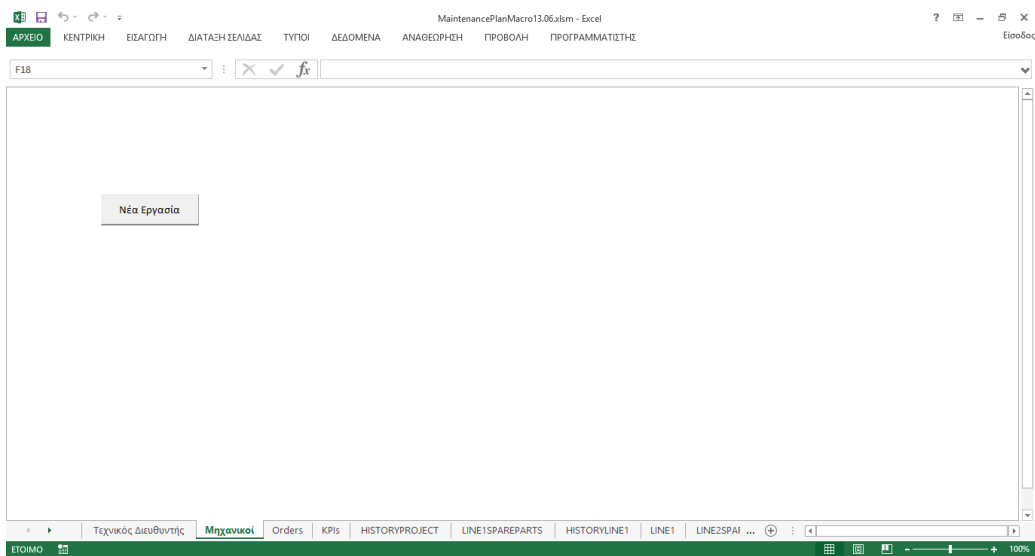 MaintenancePlanMacro13.06.xlsm - Excel
ΑΡΧΕΙΟ ΚΕΝΤΡΙΚΗ ΕΙΣΑΓΩΓΗ ΔΙΑΤΑΞΗ ΣΕΛΙΔΑΣ ΤΥΠΟΙ ΔΕΔΟΜΕΝΑ ΑΝΑΘΕΩΡΗΣΗ ΠΡΟΒΟΛΗ ΠΡΟΓΡΑΜΜΑΤΙΣΤΗΣ Είσοδος
F18 fx
Νέα Εργασία
Τεχνικός Διευθυντής Μηχανικοί Orders KPIs HISTORYPROJECT LINE1SPAREPARTS HISTORYLINE1 LINE1 LINE2SPAF ...
ΕΤΟΙΜΟ 100%